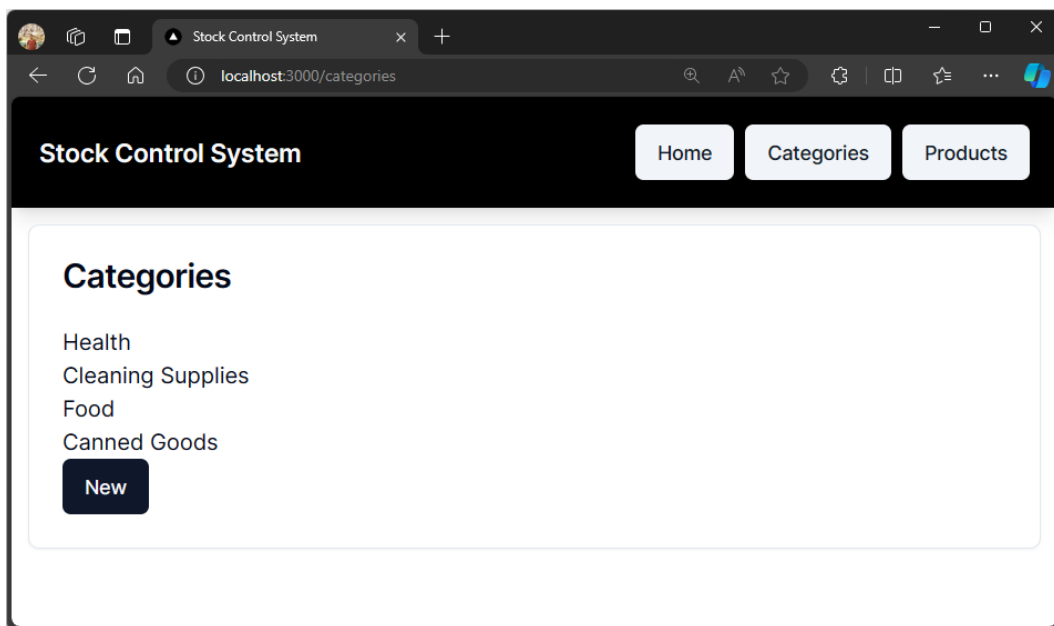 Stock Control System
localhost:3000/categories
Stock Control System
Home
Categories
Products
Categories
Health
Cleaning Supplies
Food
Canned Goods
New